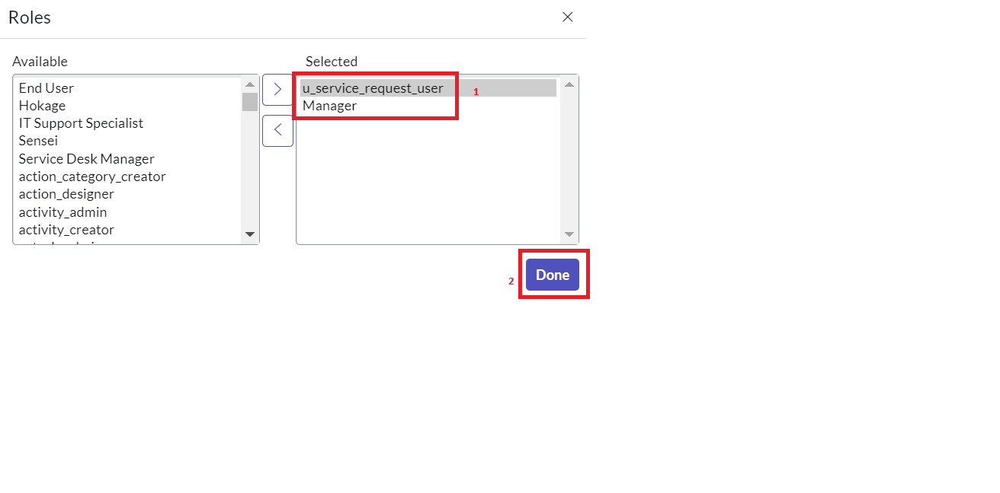 Roles
Available
Selected
End User
Hokage
IT Support Specialist
Sensei
Service Desk Manager
action_category_creator
action_designer
activity_admin
activity_creator
u_service_request_user
1
Manager
2
Done